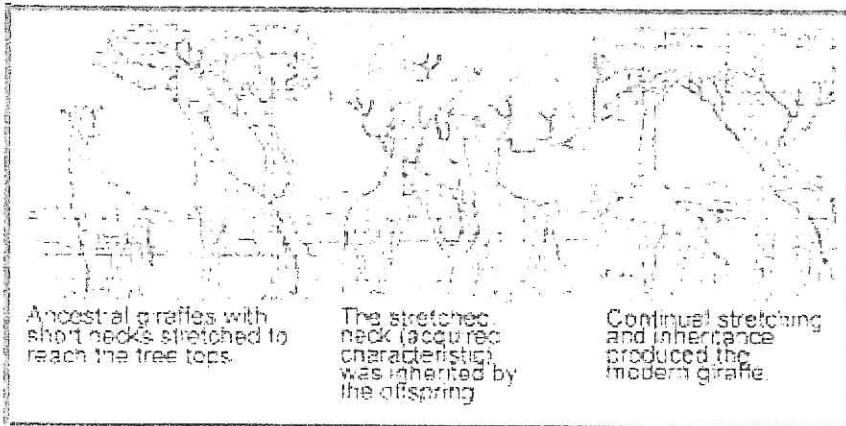 Ancestral giraffes with
short necks stretched to
reach the tree tops.
The stretched
neck (acquired
characteristic)
was inherited by
the offspring
Continual stretching
and inheritance
produced the
modern giraffe.